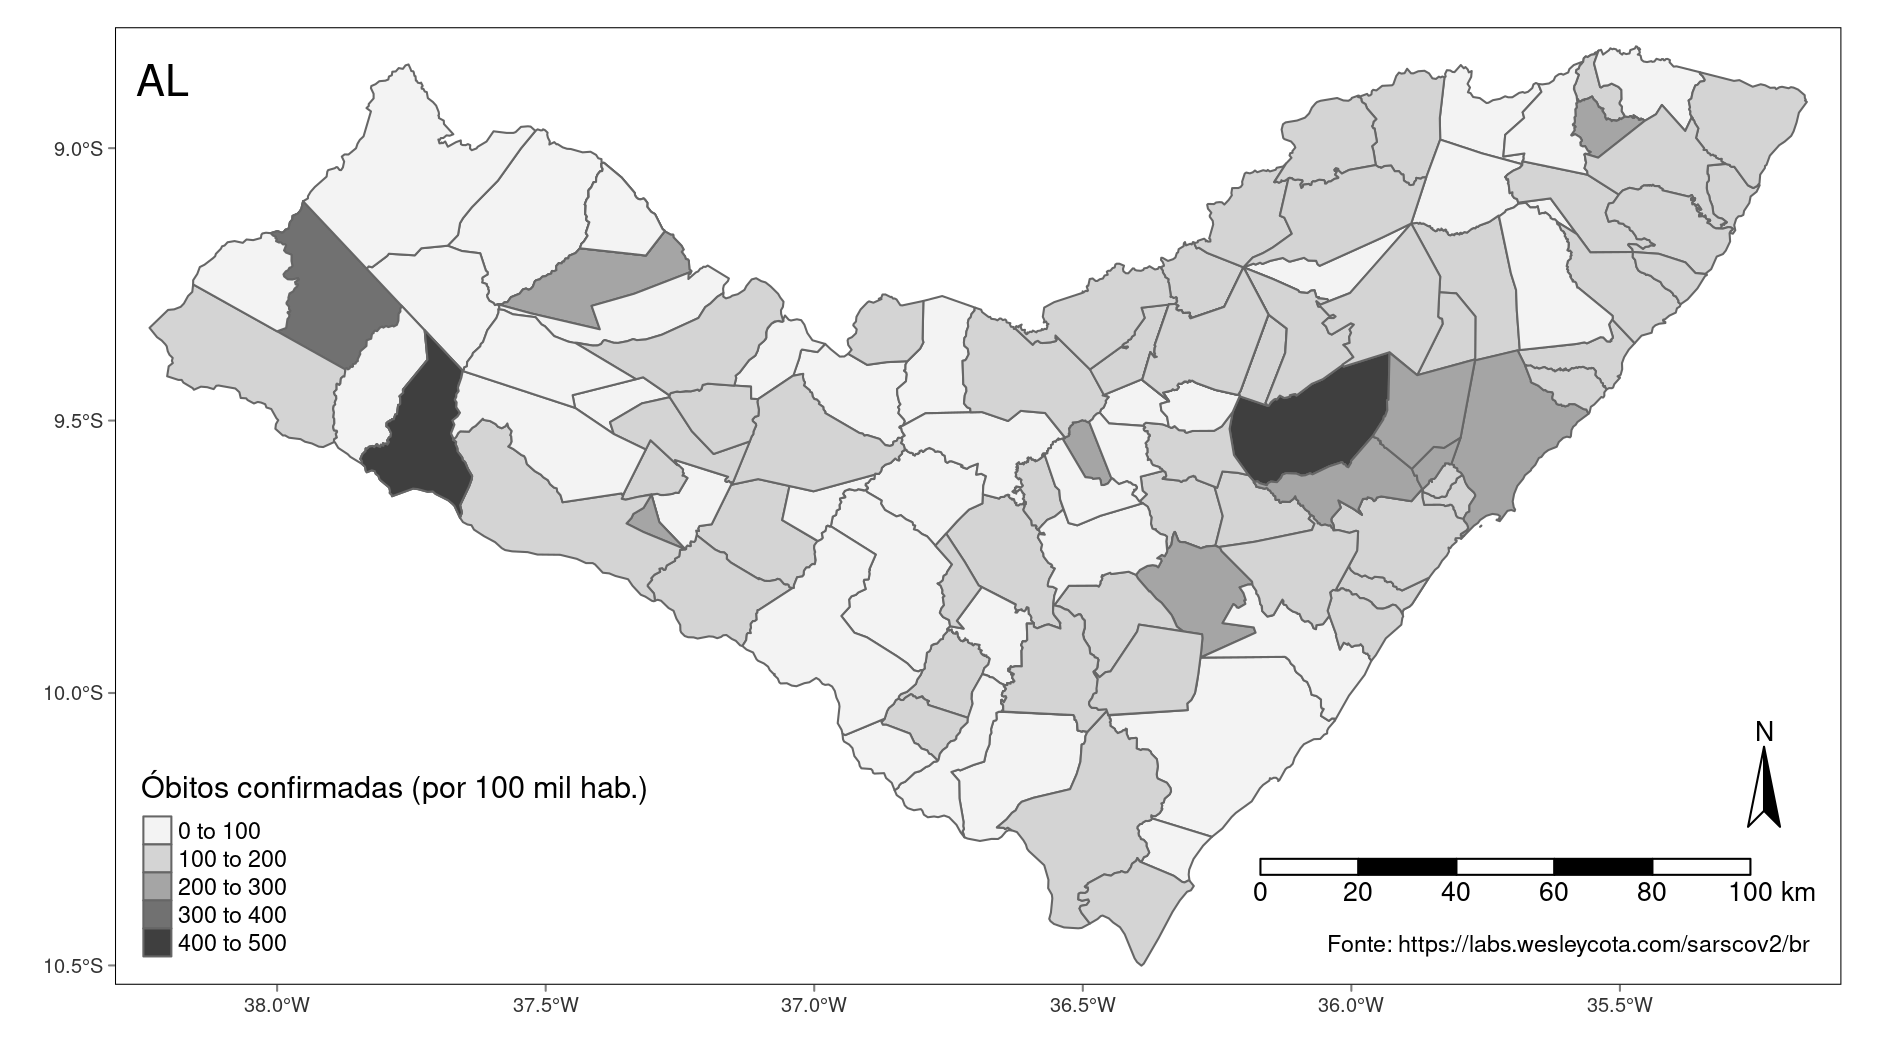 AL
9.0°S
9.5°S
10.0°S
10.5°S
38.0°W
37.5°W
37.0°W
36.5°W
36.0°W
35.5°W
Óbitos confirmadas (por 100 mil hab.)
0 to 100
100 to 200
200 to 300
300 to 400
400 to 500
N
0 20 40 60 80 100 km
Fonte: https://labs.wesleycota.com/sarscov2/br